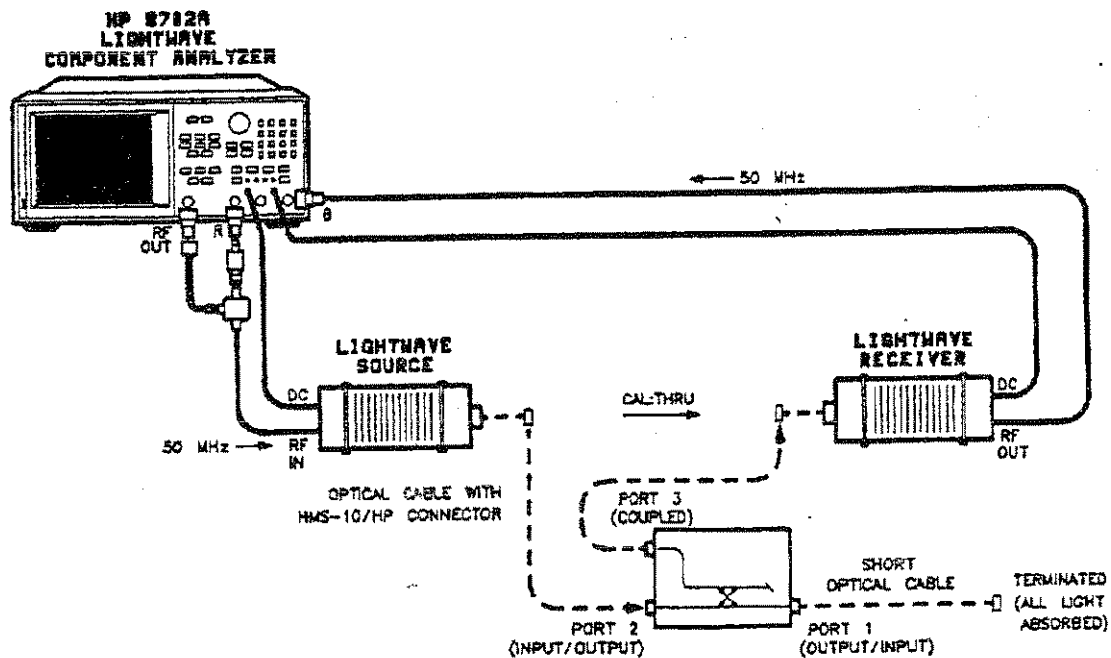 HP 8702A
LIGHTWAVE
COMPONENT ANALYZER
50 MHz
B
RF
OUT
R
LIGHTWAVE
SOURCE
LIGHTWAVE
RECEIVER
DC
DC
CAL-THRU
50 MHz
RF
IN
RF
OUT
OPTICAL CABLE WITH
HMS-10/HP CONNECTOR
PORT 3
(COUPLED)
SHORT
OPTICAL CABLE
TERMINATED
(ALL LIGHT
ABSORBED)
PORT 2
(INPUT/OUTPUT)
PORT 1
(OUTPUT/INPUT)